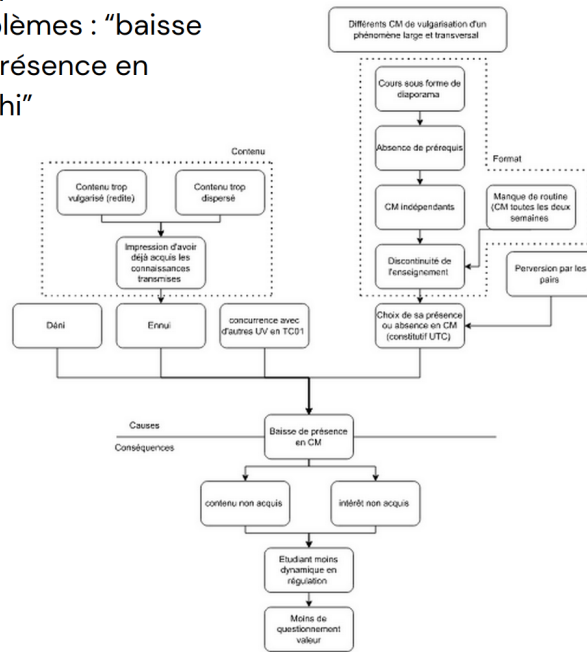 lèmes : “baisse
résence en
hi”
Différents CM de vulgarisation d'un
phénomène large et transversal
Cours sous forme de
diaporama
Absence de prérequis
Format
CM indépendants
Manque de routine
(CM toutes les deux
semaines
Discontinuité de
l'enseignement
Perversion par les
pairs
Choix de sa présence
ou absence en CM
(constitutif UTC)
Contenu
Contenu trop
vulgarisé (redite)
Contenu trop
dispersé
Impression d'avoir
déjà acquis les
connaissances
transmises
Déni
Ennui
concurrence avec
d'autres UV en TC01
Causes
Conséquences
Baisse de présence
en CM
contenu non acquis
intérêt non acquis
Etudiant moins
dynamique en
régulation
Moins de
questionnement
valeur